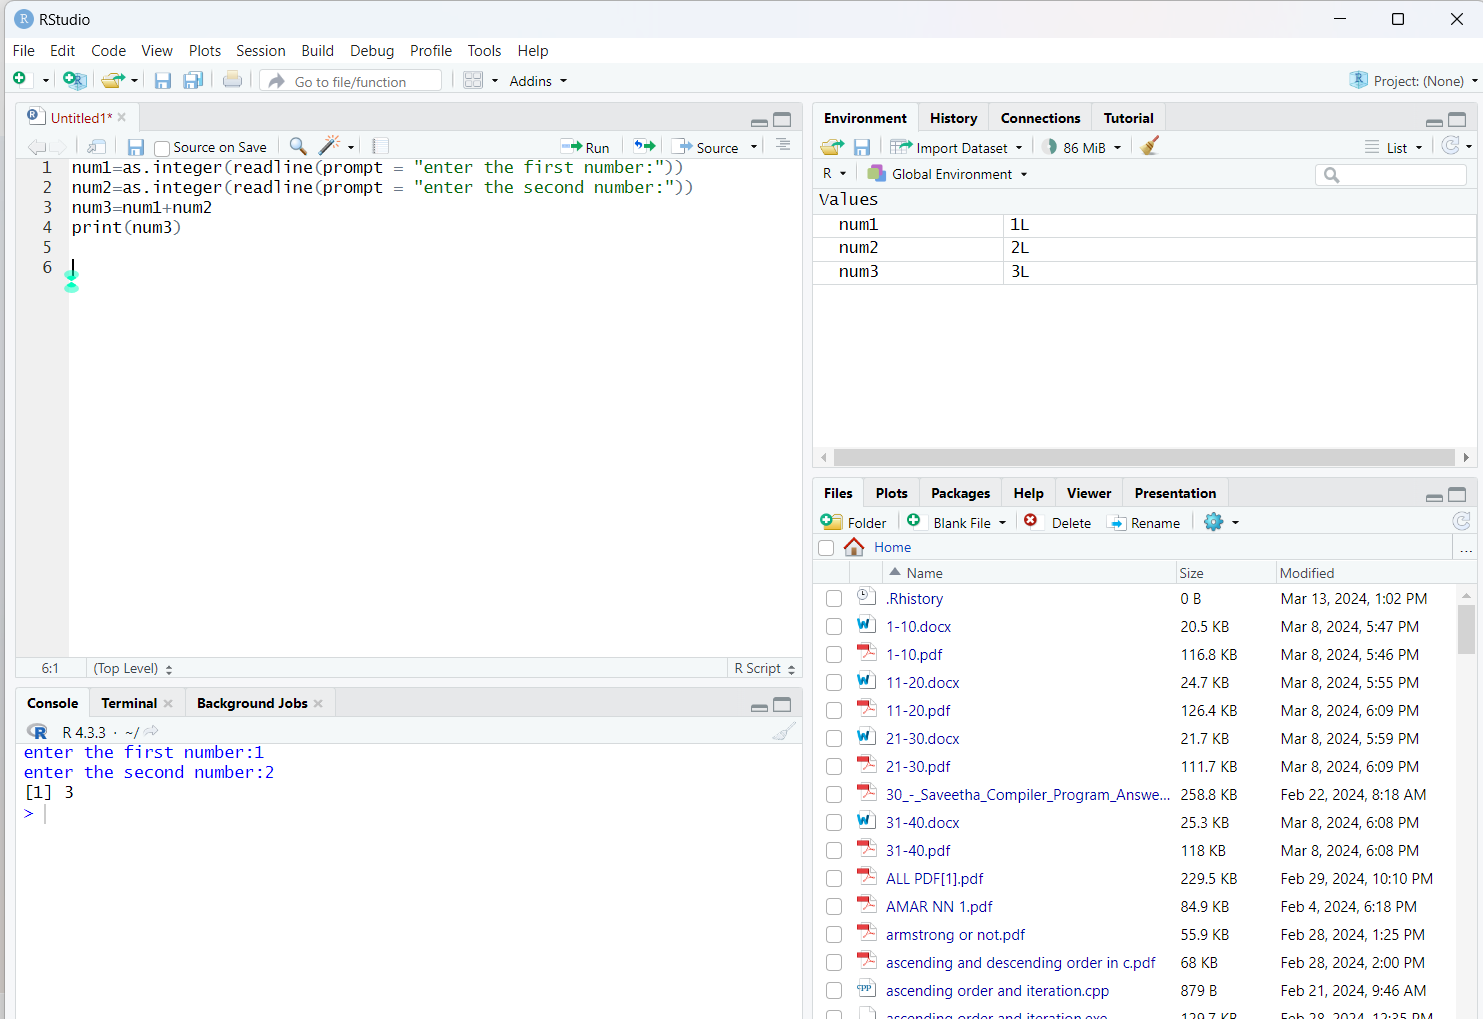 RStudio
File Edit Code View Plots Session Build Debug Profile Tools Help
Go to file/function Addins Project: (None)
Untitled1*
Source on Save Run Source
1 num1=as.integer(readline(prompt = "enter the first number:"))
2 num2=as.integer(readline(prompt = "enter the second number:"))
3 num3=num1+num2
4 print(num3)
5
6
6:1 (Top Level) R Script
Console Terminal Background Jobs
R 4.3.3 · ~/
enter the first number:1
enter the second number:2
[1] 3
>
Environment History Connections Tutorial
Import Dataset 86 MiB List
R Global Environment
Values
num1 1L
num2 2L
num3 3L
Files Plots Packages Help Viewer Presentation
Folder Blank File Delete Rename
Home ...
Name Size Modified
.Rhistory 0 B Mar 13, 2024, 1:02 PM
1-10.docx 20.5 KB Mar 8, 2024, 5:47 PM
1-10.pdf 116.8 KB Mar 8, 2024, 5:46 PM
11-20.docx 24.7 KB Mar 8, 2024, 5:55 PM
11-20.pdf 126.4 KB Mar 8, 2024, 6:09 PM
21-30.docx 21.7 KB Mar 8, 2024, 5:59 PM
21-30.pdf 111.7 KB Mar 8, 2024, 6:09 PM
30_-_Saveetha_Compiler_Program_Answe... 258.8 KB Feb 22, 2024, 8:18 AM
31-40.docx 25.3 KB Mar 8, 2024, 6:08 PM
31-40.pdf 118 KB Mar 8, 2024, 6:08 PM
ALL PDF[1].pdf 229.5 KB Feb 29, 2024, 10:10 PM
AMAR NN 1.pdf 84.9 KB Feb 4, 2024, 6:18 PM
armstrong or not.pdf 55.9 KB Feb 28, 2024, 1:25 PM
ascending and descending order in c.pdf 68 KB Feb 28, 2024, 2:00 PM
ascending order and iteration.cpp 879 B Feb 21, 2024, 9:46 AM
ascending order and iteration.exe 129.7 KB Feb 28, 2024, 12:35 PM